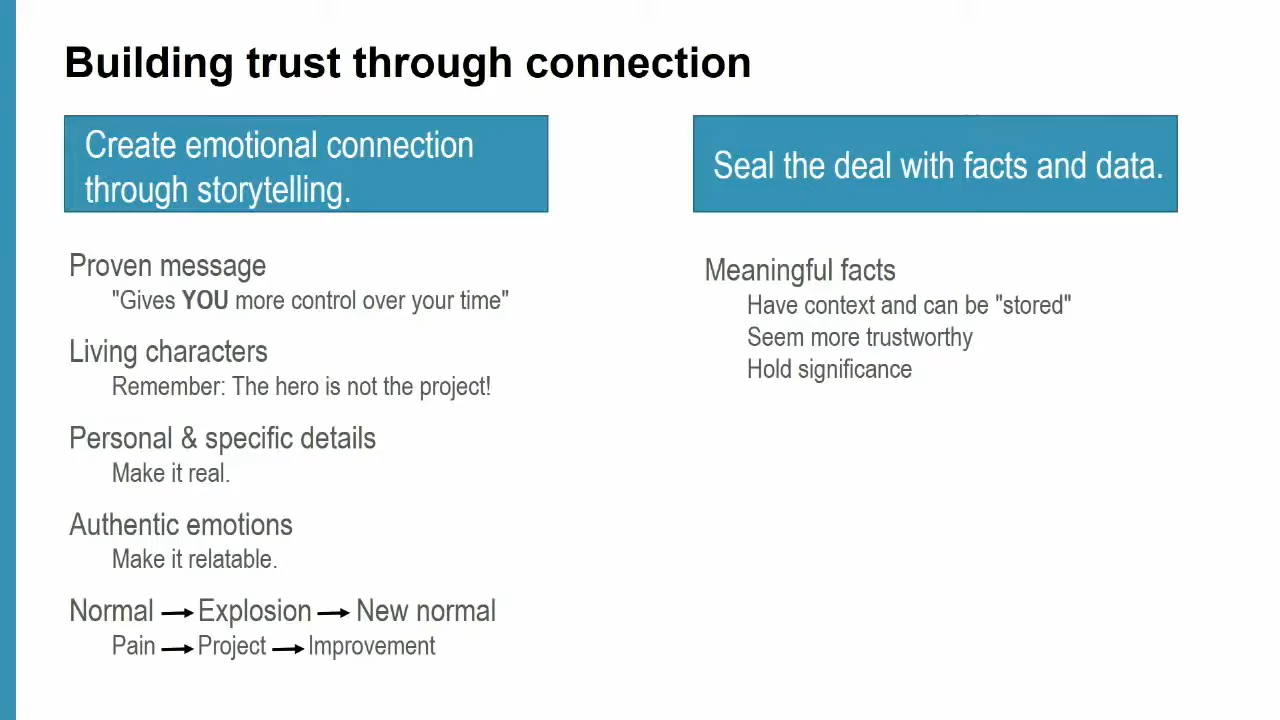 Building trust through connection
Create emotional connection
through storytelling.
Proven message
"Gives YOU more control over your time"
Living characters
Remember: The hero is not the project!
Personal & specific details
Make it real.
Authentic emotions
Make it relatable.
Normal → Explosion → New normal
Pain → Project → Improvement
Seal the deal with facts and data.
Meaningful facts
Have context and can be "stored"
Seem more trustworthy
Hold significance